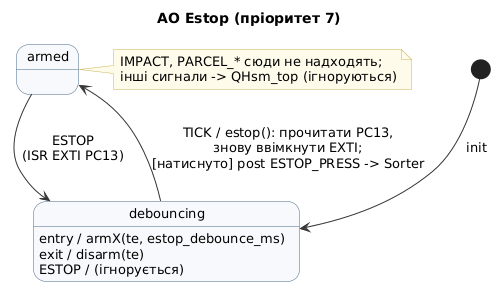 AO Estop (пріоритет 7)
armed
IMPACT, PARCEL_* сюди не надходять;
інші сигнали -> QHsm_top (ігноруються)
ESTOP
(ISR EXTI PC13)
TICK / estop(): прочитати PC13,
знову ввімкнути EXTI;
[натиснуто] post ESTOP_PRESS -> Sorter
init
debouncing
entry / armX(te, estop_debounce_ms)
exit / disarm(te)
ESTOP / (ігнорується)